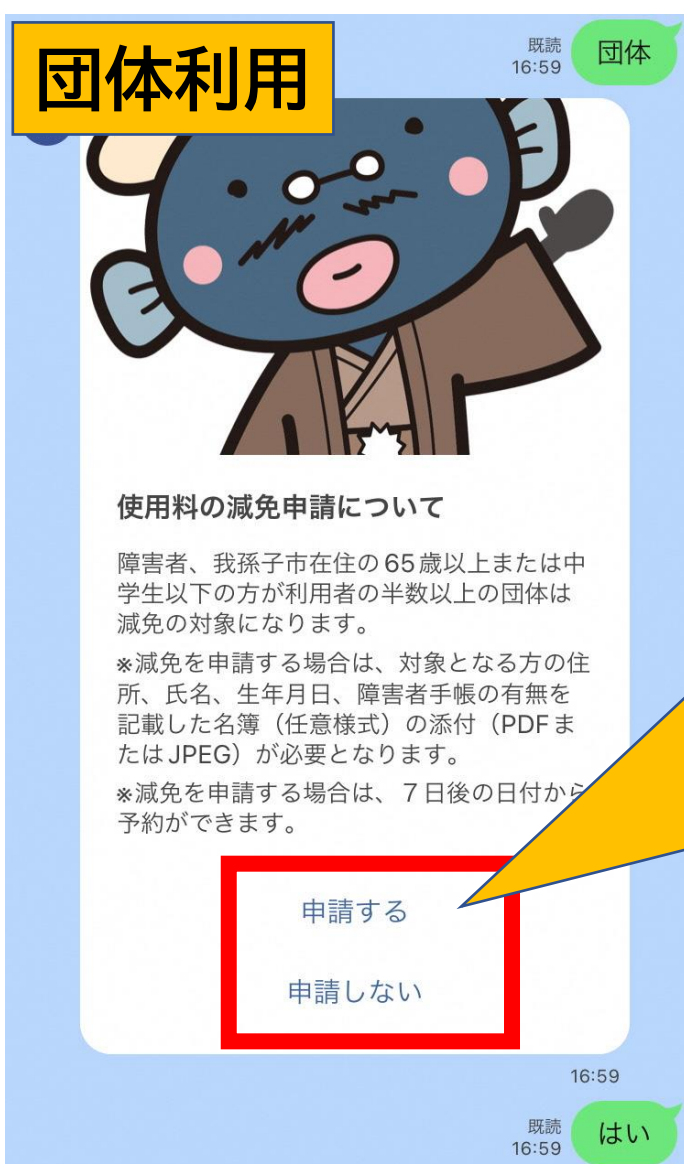 団体利用
既読
16:59
団体
使用料の減免申請について
障害者、我孫子市在住の65歳以上または中
学生以下の方が利用者の半数以上の団体は
減免の対象になります。
※減免を申請する場合は、対象となる方の住
所、氏名、生年月日、障害者手帳の有無を
記載した名簿（任意様式）の添付（PDFま
たはJPEG）が必要となります。
※減免を申請する場合は、７日後の日付から
予約ができます。
申請する
申請しない
16:59
既読
16:59
はい